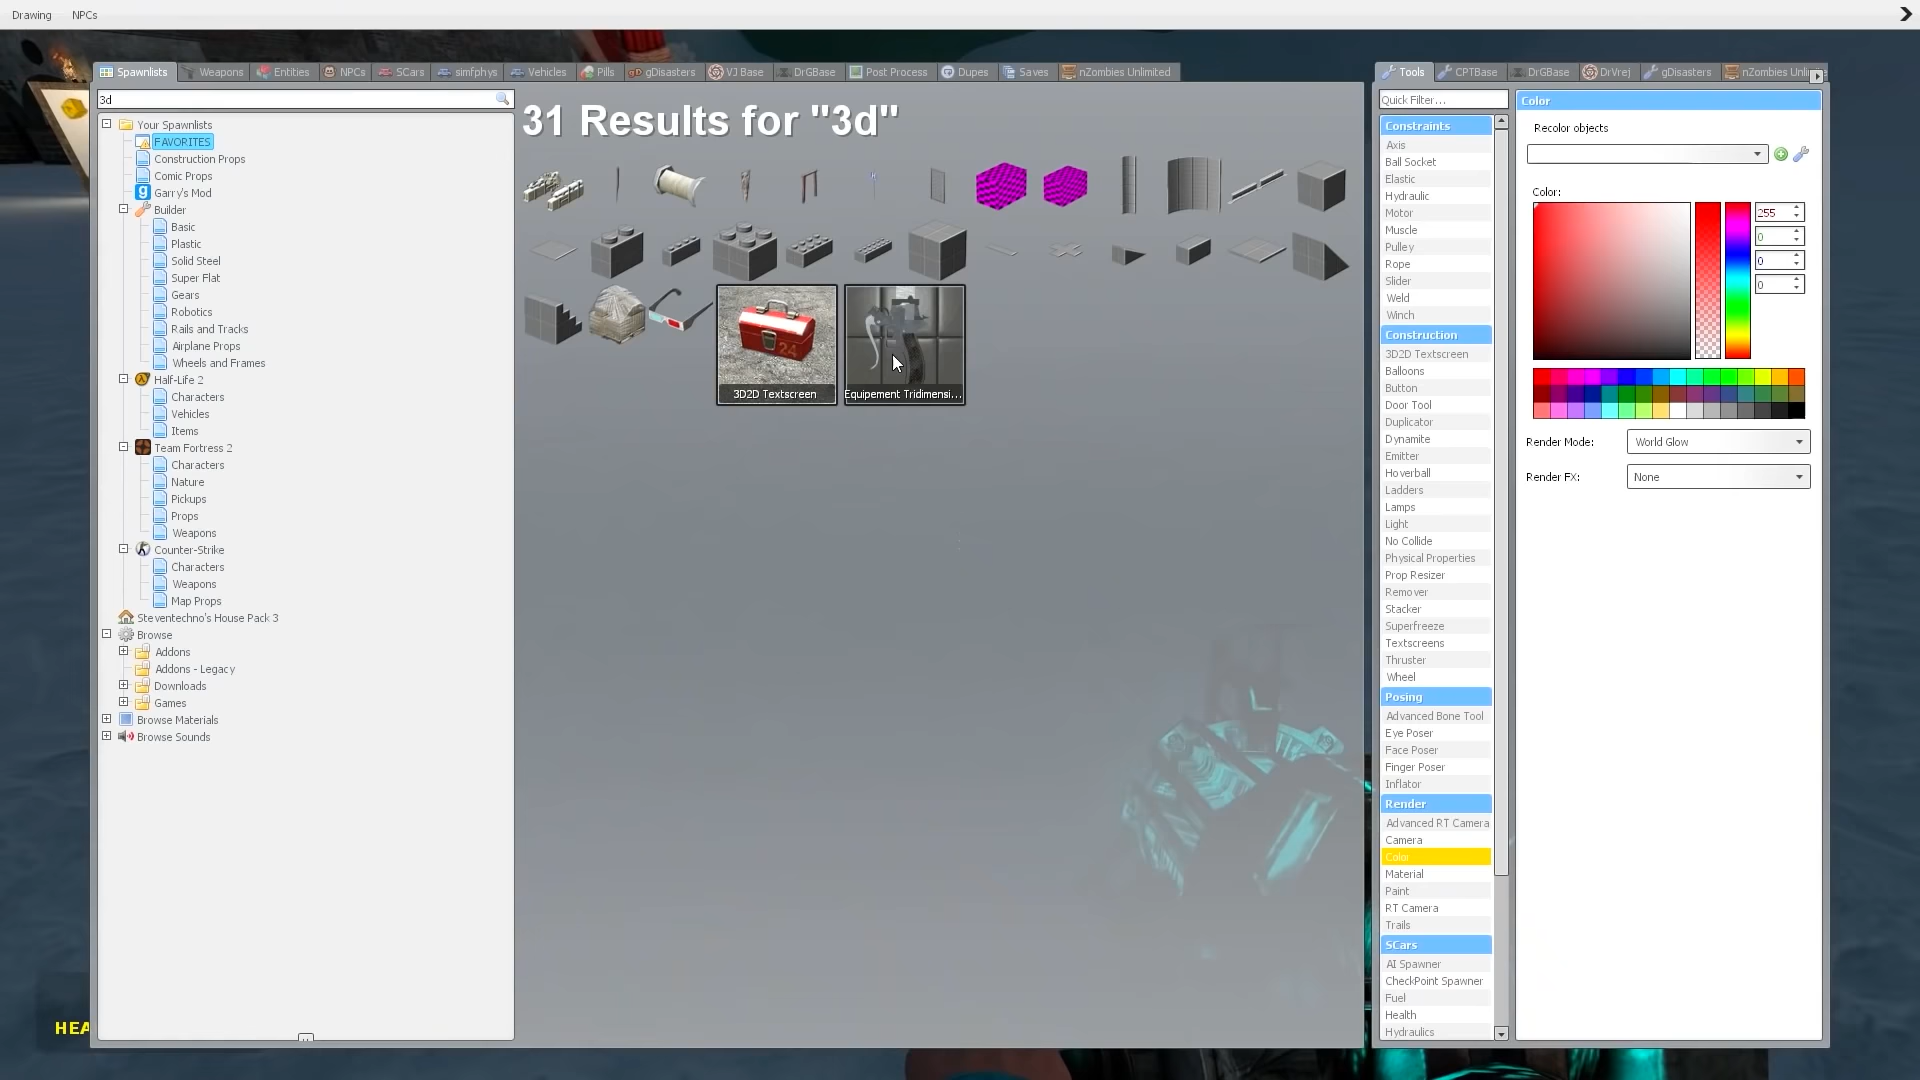 Drawing NPCs
Spawnlists Weapons Entities NPCs SCars simfphys Vehicles Pills gDisasters VJ Base DrGBase Post Process Dupes Saves nZombies Unlimited
3d
Your Spawnlists
FAVORITES
Construction Props
Comic Props
Garry's Mod
Builder
Basic
Plastic
Solid Steel
Super Flat
Gears
Robotics
Rails and Tracks
Airplane Props
Wheels and Frames
Half-Life 2
Characters
Vehicles
Items
Team Fortress 2
Characters
Nature
Pickups
Props
Weapons
Counter-Strike
Characters
Weapons
Map Props
Steventechno's House Pack 3
Browse
Addons
Addons - Legacy
Downloads
Games
Browse Materials
Browse Sounds
HEA
31 Results for "3d"
24
3D2D Textscreen
Equipement Tridimensi...
Tools CPTBase DrGBase DrVrej gDisasters nZombies Unli
Quick Filter...
Constraints
Axis
Ball Socket
Elastic
Hydraulic
Motor
Muscle
Pulley
Rope
Slider
Weld
Winch
Construction
3D2D Textscreen
Balloons
Button
Door Tool
Duplicator
Dynamite
Emitter
Hoverball
Ladders
Lamps
Light
No Collide
Physical Properties
Prop Resizer
Remover
Stacker
Superfreeze
Textscreens
Thruster
Wheel
Posing
Advanced Bone Tool
Eye Poser
Face Poser
Finger Poser
Inflator
Render
Advanced RT Camera
Camera
Color
Material
Paint
RT Camera
Trails
SCars
AI Spawner
CheckPoint Spawner
Fuel
Health
Hydraulics
Color
Recolor objects
Color:
255
0
0
0
Render Mode: World Glow
Render FX: None